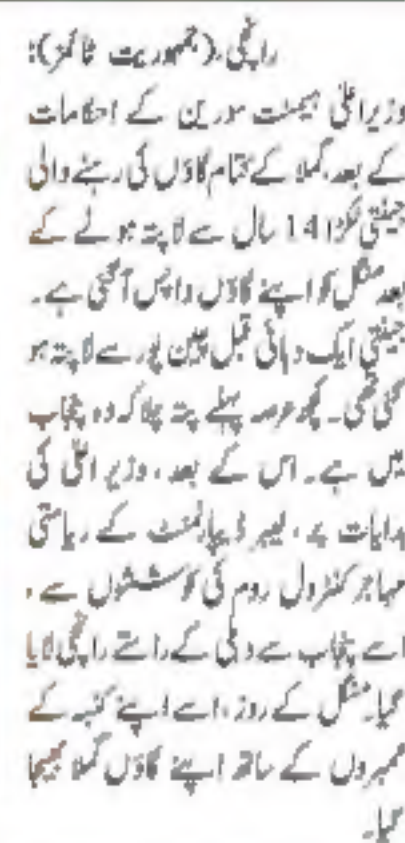 رانچی،(جمہوریت ٹائمز):
وزیراعلیٰ ہیمنت سورین کے احکامات
کے بعد، گملا کے تمام گاؤں کی رہنے والی
جینتی لکڑا 14 سال سے لاپتہ ہونے کے
بعد منگل کو اپنے گاؤں واپس آگئی ہے۔
جینتی ایک دہائی قبل چین پور سے لاپتہ ہو
گئی تھی۔ کچھ عرصہ پہلے پتہ چلا کہ وہ پنجاب
میں ہے۔ اس کے بعد، وزیر اعلیٰ کی
ہدایات پر، لیبر ڈیپارٹمنٹ کے ریاستی
مہاجر کنٹرول روم کی کوششوں سے،
اسے پنجاب سے دہلی کے راستے رانچی لایا
گیا۔ منگل کے روز، اسے اپنے کنبہ کے
ممبروں کے ساتھ اپنے گاؤں گملا بھیجا
گیا۔